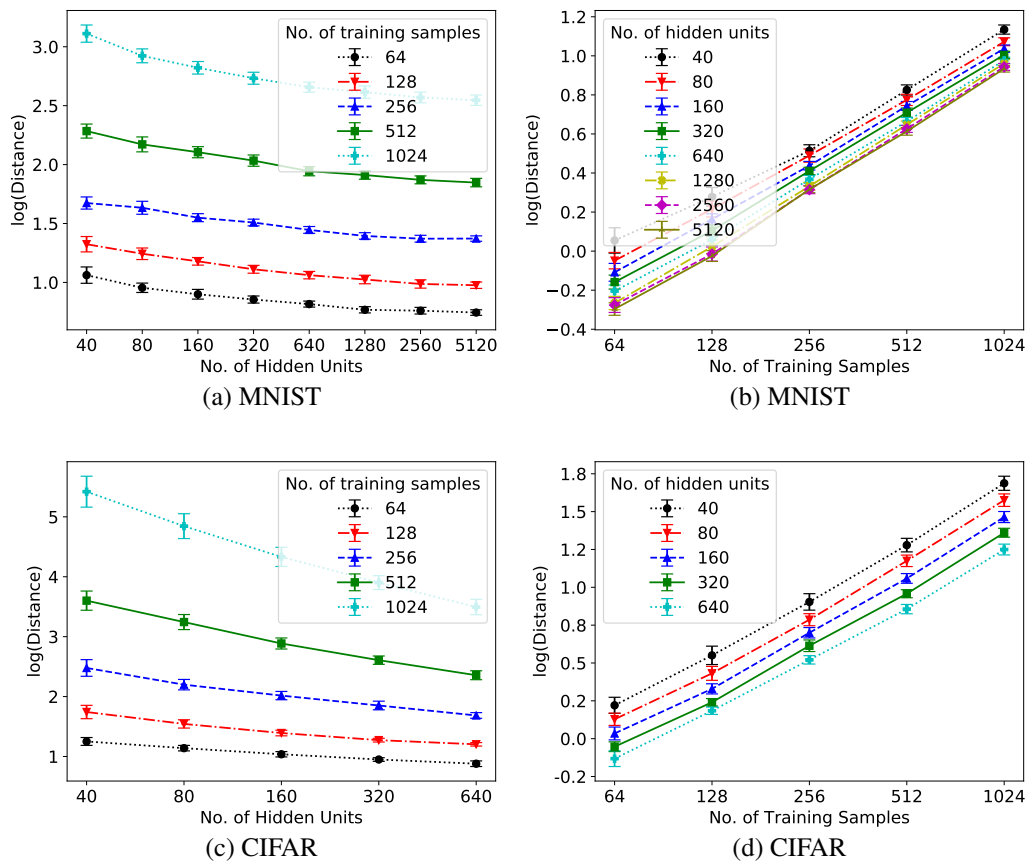 log(Distance)
3.0
2.5
2.0
1.5
1.0
No. of training samples
64
128
256
512
1024
40 80 160 320 640 1280 2560 5120
No. of Hidden Units
(a) MNIST
log(Distance)
1.2
1.0
0.8
0.6
0.4
0.2
0.0
−0.2
−0.4
No. of hidden units
40
80
160
320
640
1280
2560
5120
64 128 256 512 1024
No. of Training Samples
(b) MNIST
log(Distance)
5
4
3
2
1
No. of training samples
64
128
256
512
1024
40 80 160 320 640
No. of Hidden Units
(c) CIFAR
log(Distance)
1.8
1.5
1.2
1.0
0.8
0.5
0.2
0.0
-0.2
No. of hidden units
40
80
160
320
640
64 128 256 512 1024
No. of Training Samples
(d) CIFAR